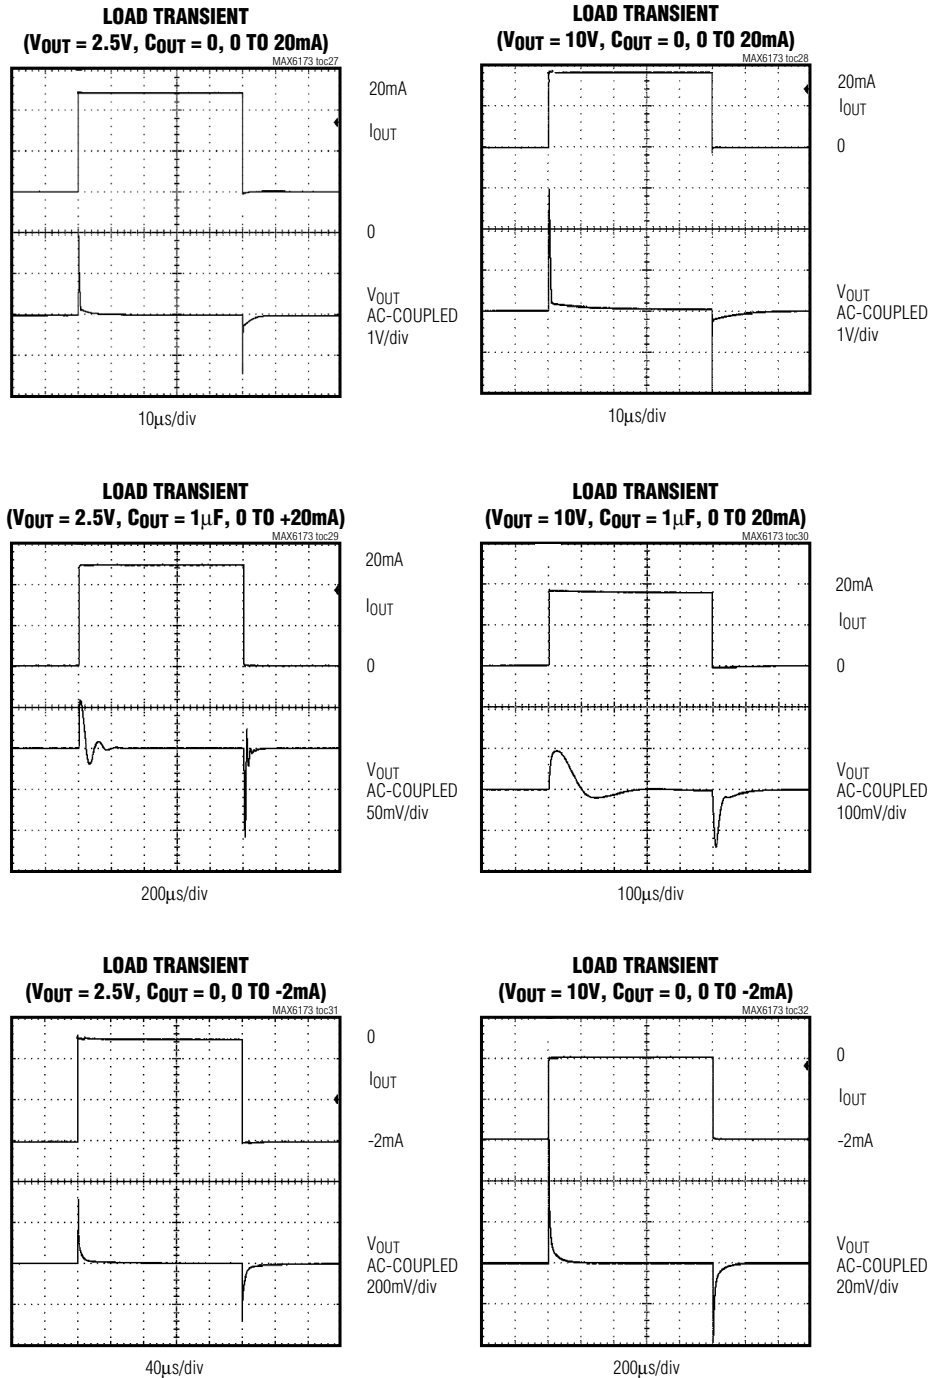 LOAD TRANSIENT
(VOUT = 2.5V, COUT = 0, 0 TO 20mA)
MAX6173 toc27
20mA
IOUT
0
VOUT
AC-COUPLED
1V/div
10µs/div
LOAD TRANSIENT
(VOUT = 10V, COUT = 0, 0 TO 20mA)
MAX6173 toc28
20mA
IOUT
0
VOUT
AC-COUPLED
1V/div
10µs/div
LOAD TRANSIENT
(VOUT = 2.5V, COUT = 1µF, 0 TO +20mA)
MAX6173 toc29
20mA
IOUT
0
VOUT
AC-COUPLED
50mV/div
200µs/div
LOAD TRANSIENT
(VOUT = 10V, COUT = 1µF, 0 TO 20mA)
MAX6173 toc30
20mA
IOUT
0
VOUT
AC-COUPLED
100mV/div
100µs/div
LOAD TRANSIENT
(VOUT = 2.5V, COUT = 0, 0 TO -2mA)
MAX6173 toc31
0
IOUT
-2mA
VOUT
AC-COUPLED
200mV/div
40µs/div
LOAD TRANSIENT
(VOUT = 10V, COUT = 0, 0 TO -2mA)
MAX6173 toc32
0
IOUT
-2mA
VOUT
AC-COUPLED
20mV/div
200µs/div